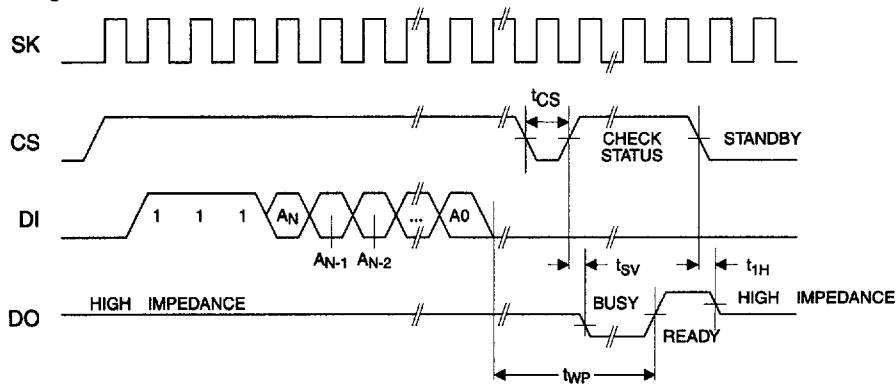 SK
tCS
CS
CHECK STATUS
STANDBY
DI
1 1 1 AN ... A0
AN-1 AN-2
tSV
t1H
HIGH IMPEDANCE
BUSY
HIGH IMPEDANCE
DO
READY
tWP